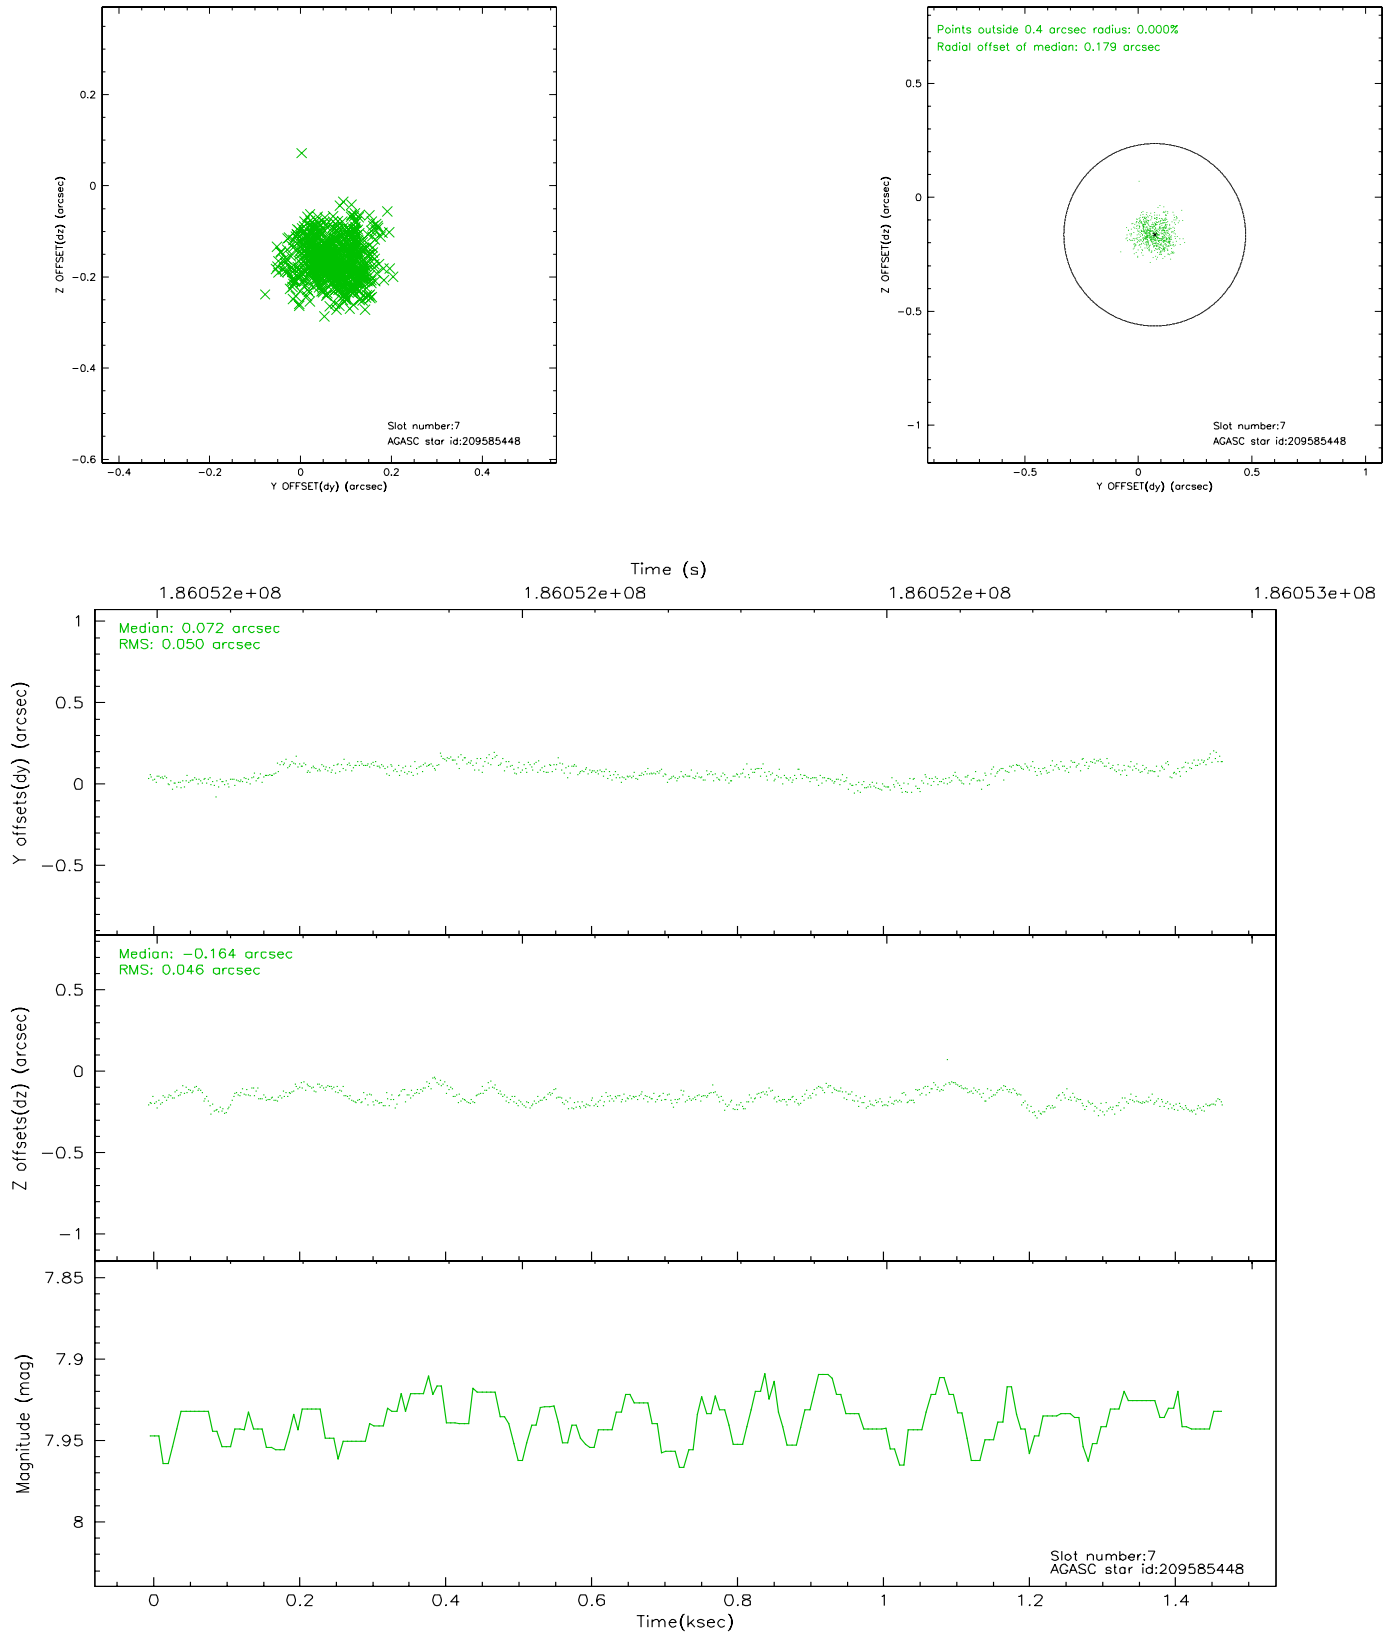 0.2
0
−0.2
−0.4
−0.6
Z OFFSET(dz) (arcsec)
Slot number:7
AGASC star id:209585448
−0.4
−0.2
0
0.2
0.4
Y OFFSET(dy) (arcsec)
Points outside 0.4 arcsec radius: 0.000%
Radial offset of median: 0.179 arcsec
0.5
0
−0.5
−1
Z OFFSET(dz) (arcsec)
Slot number:7
AGASC star id:209585448
−0.5
0
0.5
1
Y OFFSET(dy) (arcsec)
Time (s)
1.86052e+08
1.86052e+08
1.86052e+08
1.86053e+08
Median: 0.072 arcsec
RMS: 0.050 arcsec
1
0.5
0
−0.5
Y offsets(dy) (arcsec)
Median: −0.164 arcsec
RMS: 0.046 arcsec
0.5
0
−0.5
−1
Z offsets(dz) (arcsec)
7.85
7.9
7.95
8
Magnitude (mag)
Slot number:7
AGASC star id:209585448
0
0.2
0.4
0.6
0.8
1
1.2
1.4
Time(ksec)